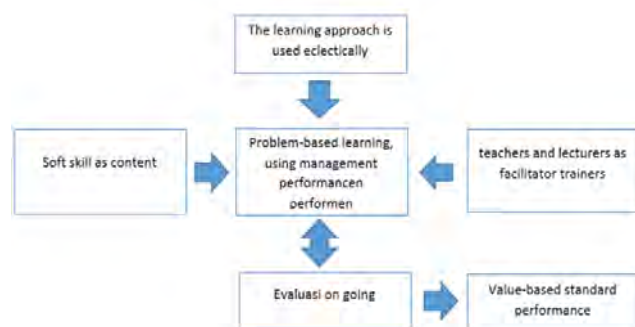 The learning approach is
used eclectically
Soft skill as content
Problem-based learning,
using management
performancen
performen
teachers and lecturers as
facilitator trainers
Evaluasi on going
Value-based standard
performance